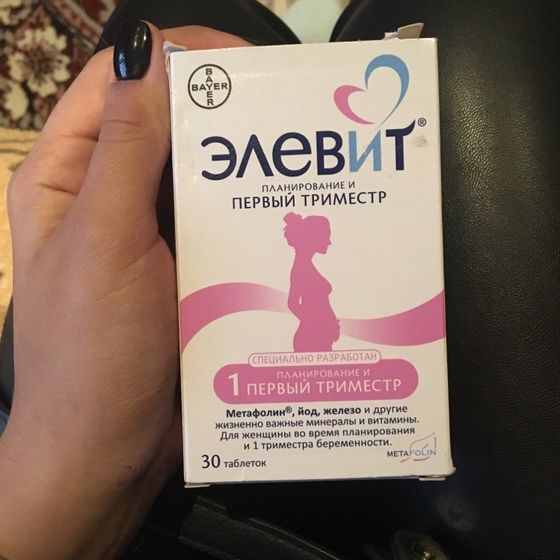 BAYER
BAYER
ЭЛЕВИТ®
ПЛАНИРОВАНИЕ И
ПЕРВЫЙ ТРИМЕСТР
СПЕЦИАЛЬНО РАЗРАБОТАН
1 ПЛАНИРОВАНИЕ И
ПЕРВЫЙ ТРИМЕСТР
Метафолин®, йод, железо и другие
жизненно важные минералы и витамины.
Для женщины во время планирования
и 1 триместра беременности.
30 таблеток
METAFOLIN